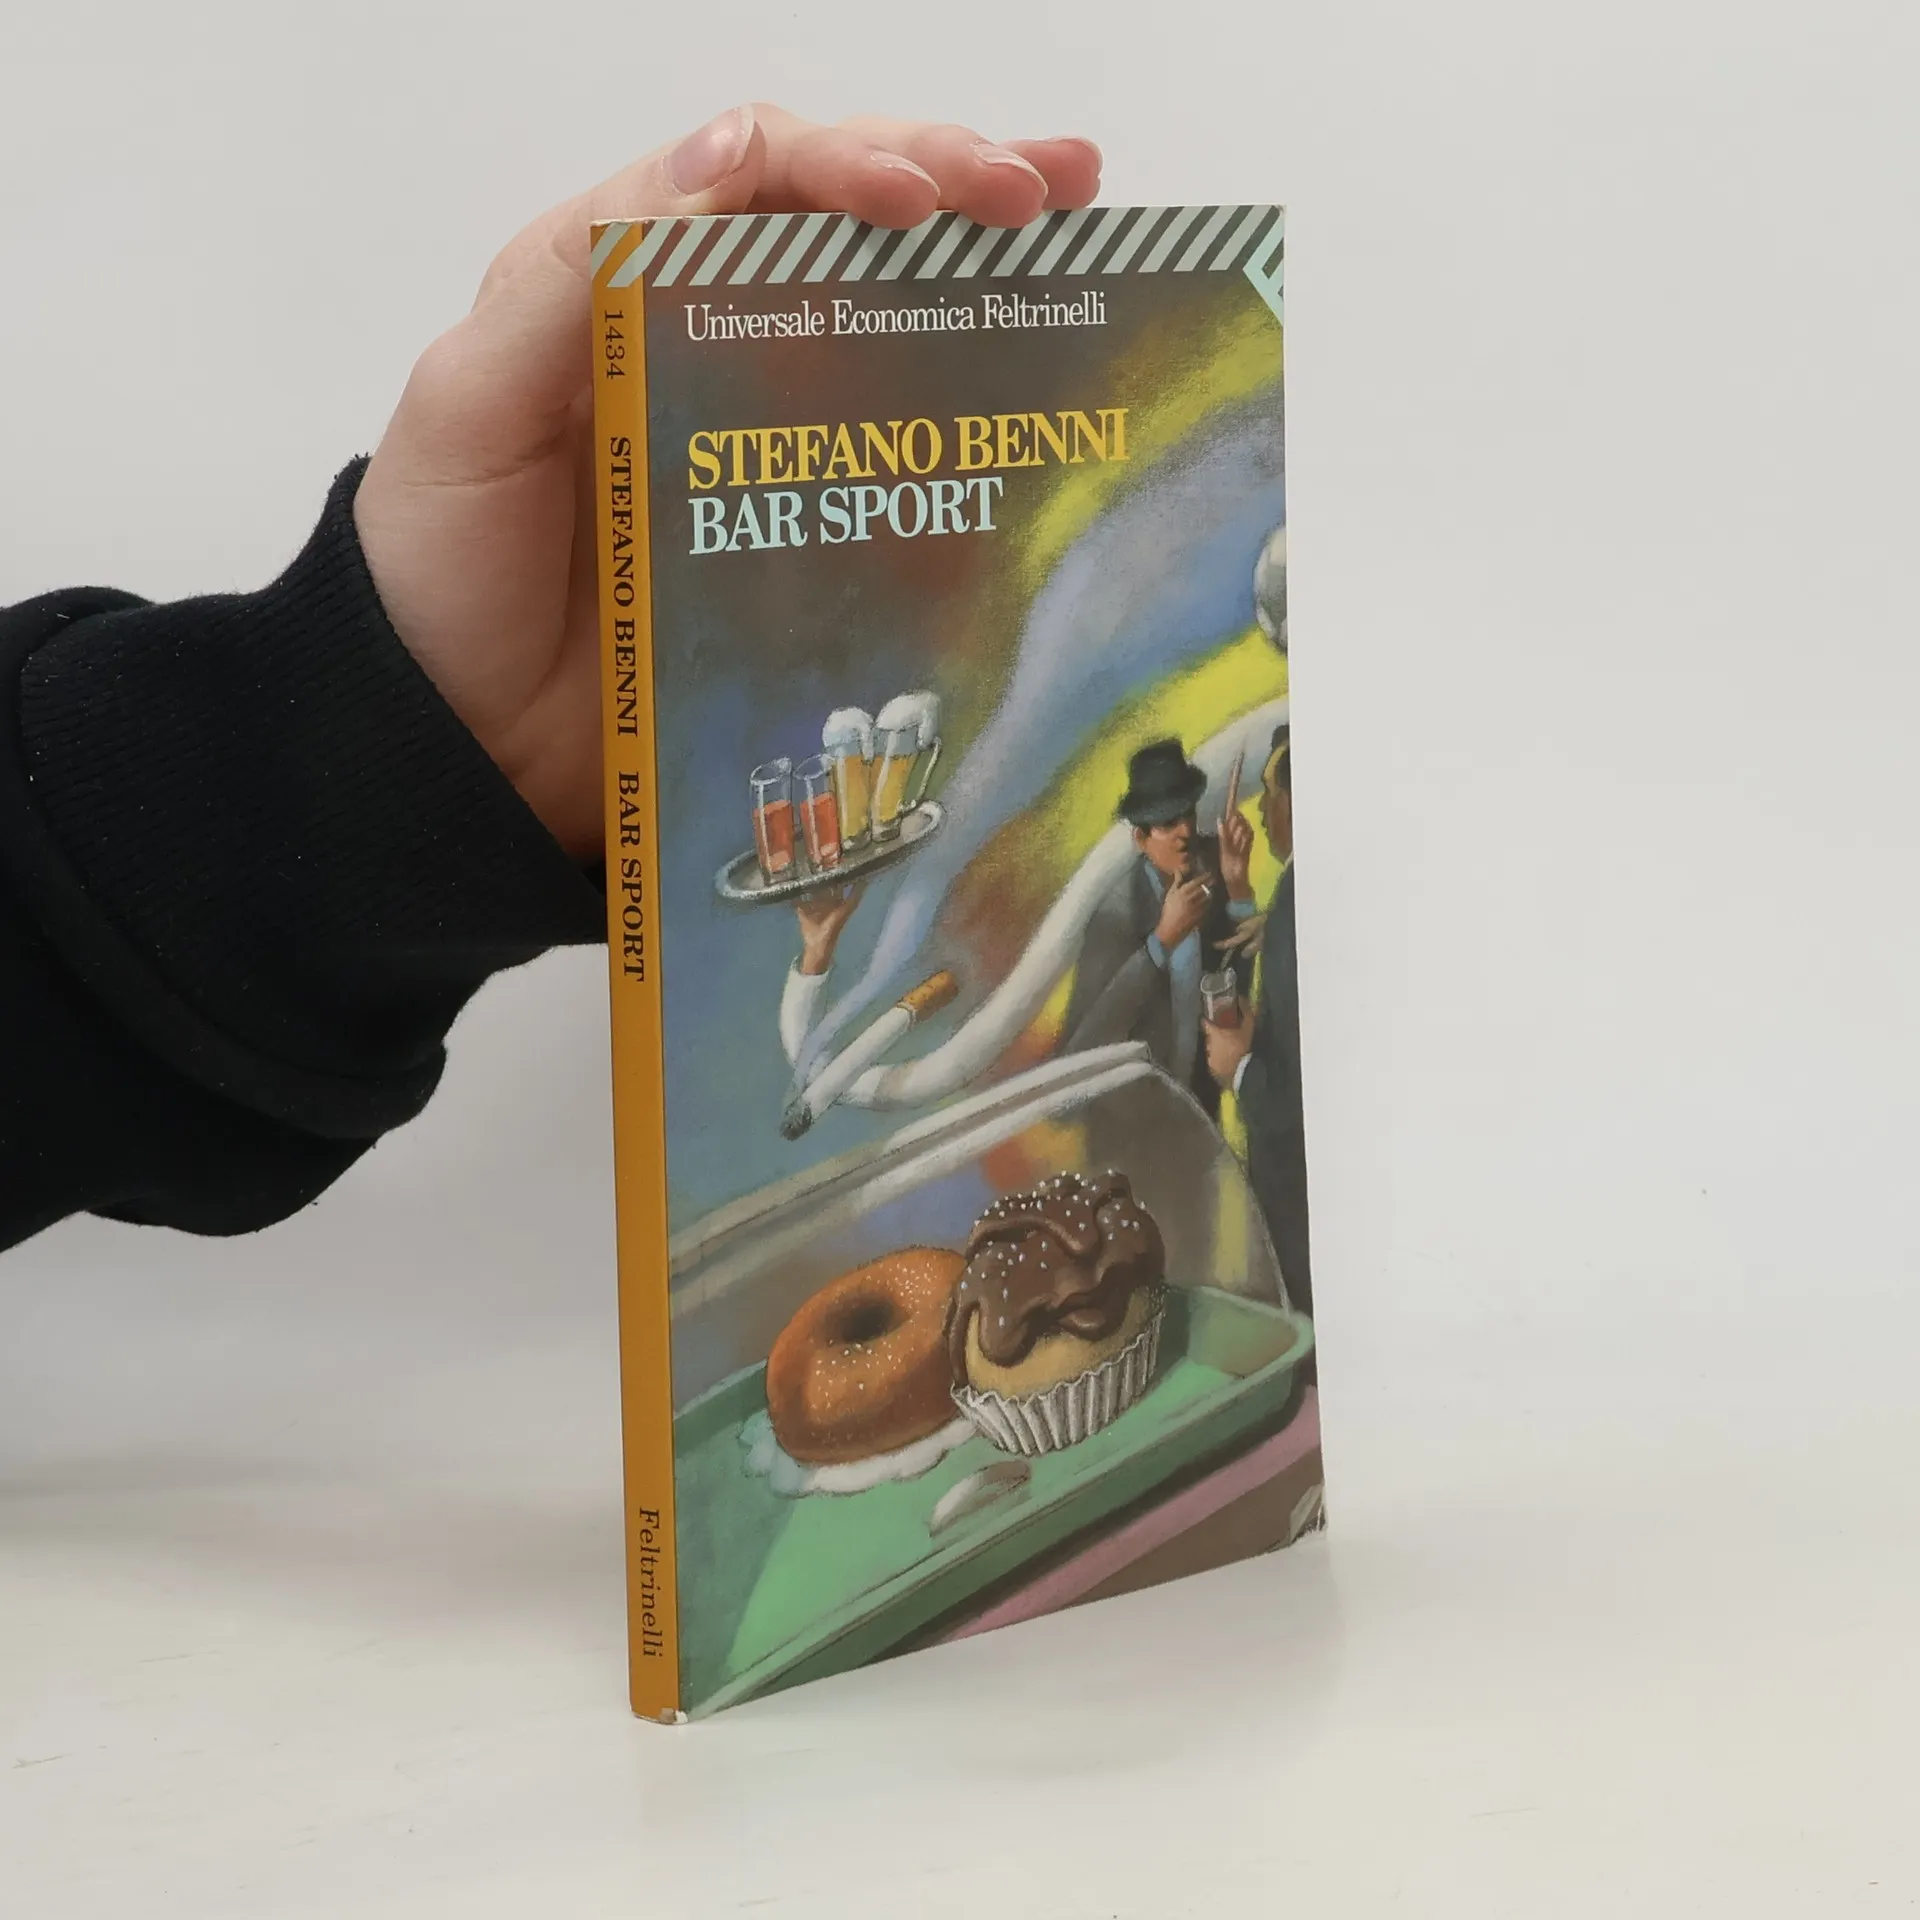 Universale Economica Feltrinelli
STEFANO BENNI
BAR SPORT
1434 STEFANO BENNI BAR SPORT Feltrinelli